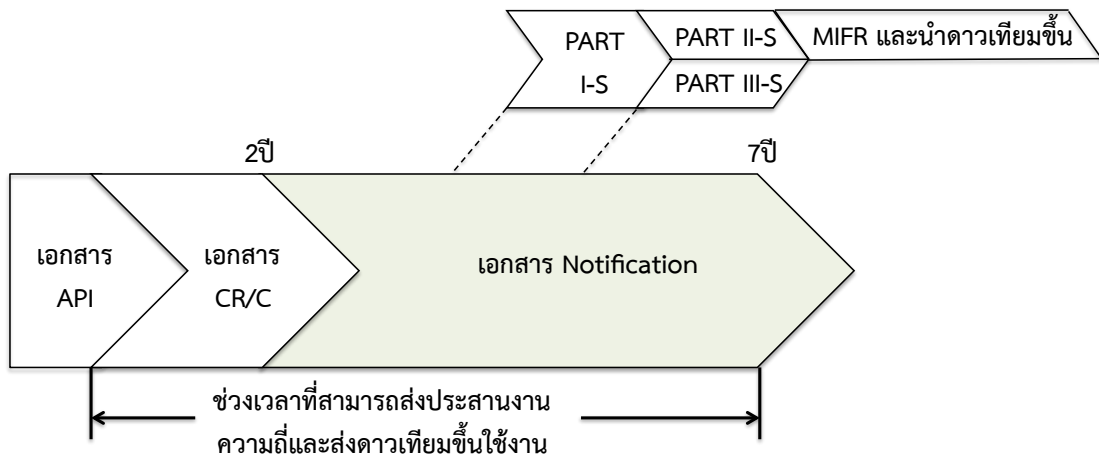 PART
I-S
PART II-S
PART III-S
MIFR และนำดาวเทียมขึ้น
2ปี
7ปี
เอกสาร
API
เอกสาร
CR/C
เอกสาร Notification
ช่วงเวลาที่สามารถส่งประสานงาน
ความถี่และส่งดาวเทียมขึ้นใช้งาน